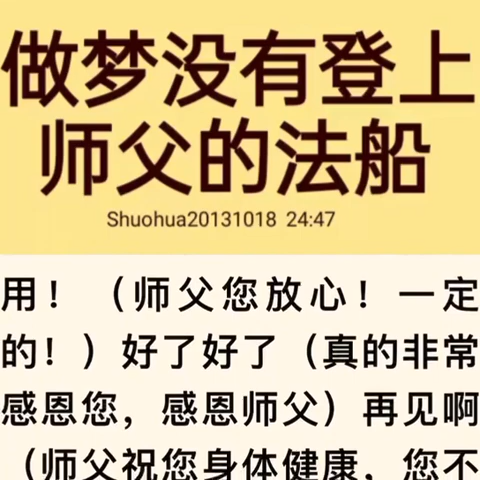 做梦没有登上
师父的法船
Shuohua20131018 24:47
用！（师父您放心！一定
的！）好了好了（真的非常
感恩您，感恩师父）再见啊
（师父祝您身体健康，您不